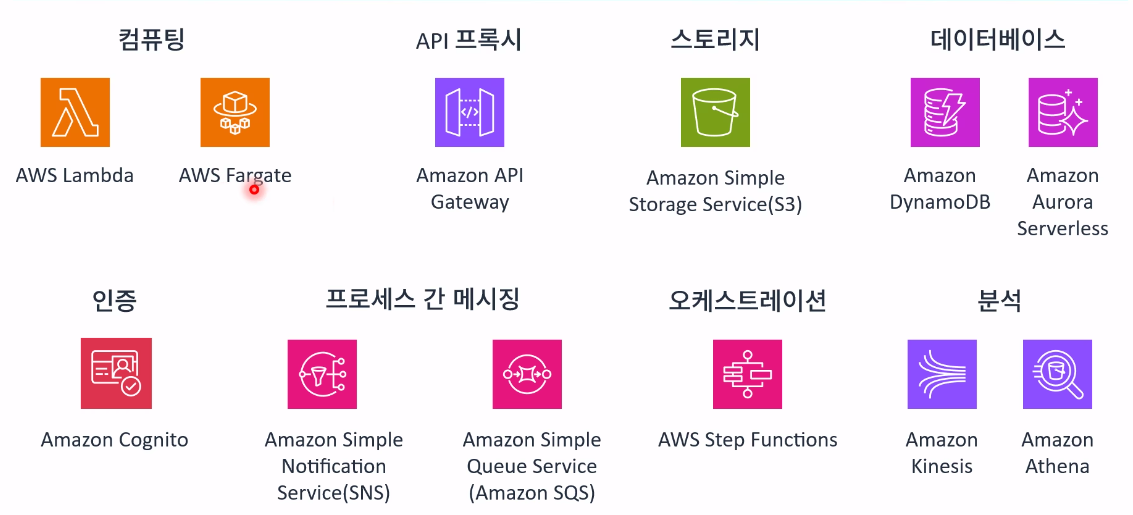 컴퓨팅
AWS Lambda
AWS Fargate
API 프록시
Amazon API
Gateway
스토리지
Amazon Simple
Storage Service(S3)
데이터베이스
Amazon
DynamoDB
Amazon
Aurora
Serverless
인증
Amazon Cognito
프로세스 간 메시징
Amazon Simple
Notification
Service(SNS)
Amazon Simple
Queue Service
(Amazon SQS)
오케스트레이션
AWS Step Functions
분석
Amazon
Kinesis
Amazon
Athena